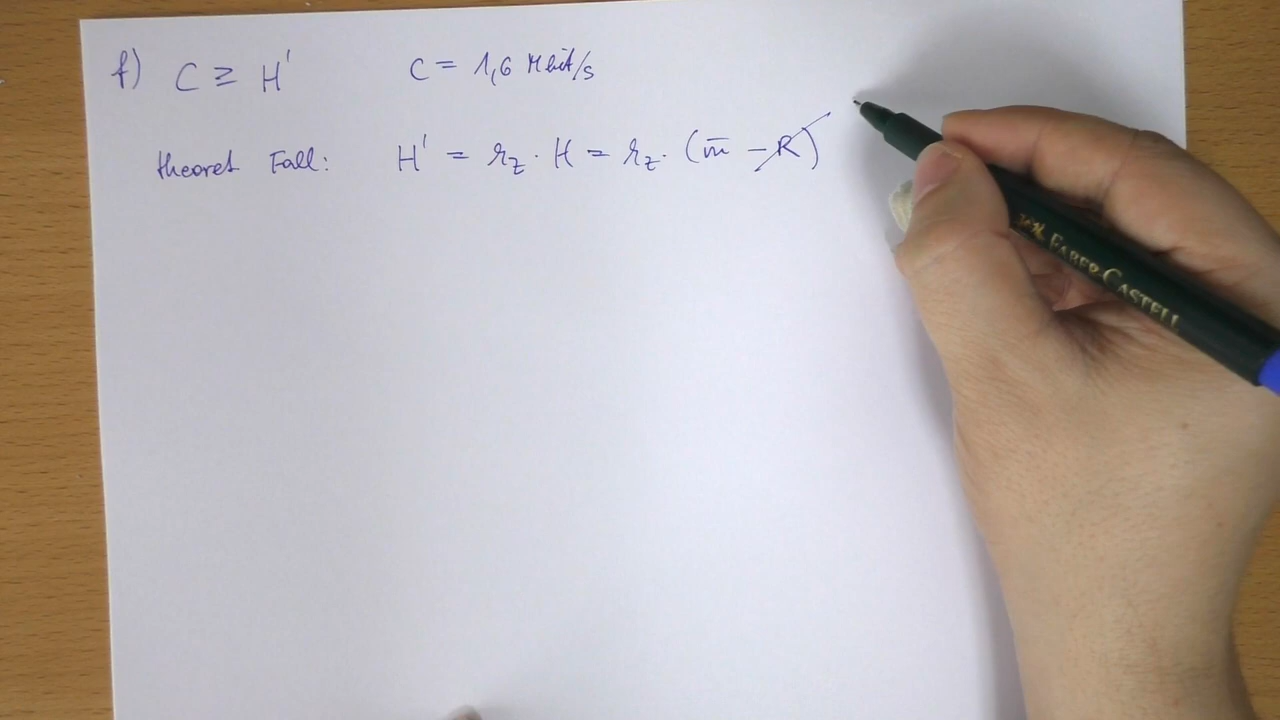 f) C ≥ H' C = 1,6 Mbit/s
theoret Fall: H' = r_z · H = r_z · (m̄ - R)
FABER-CASTELL